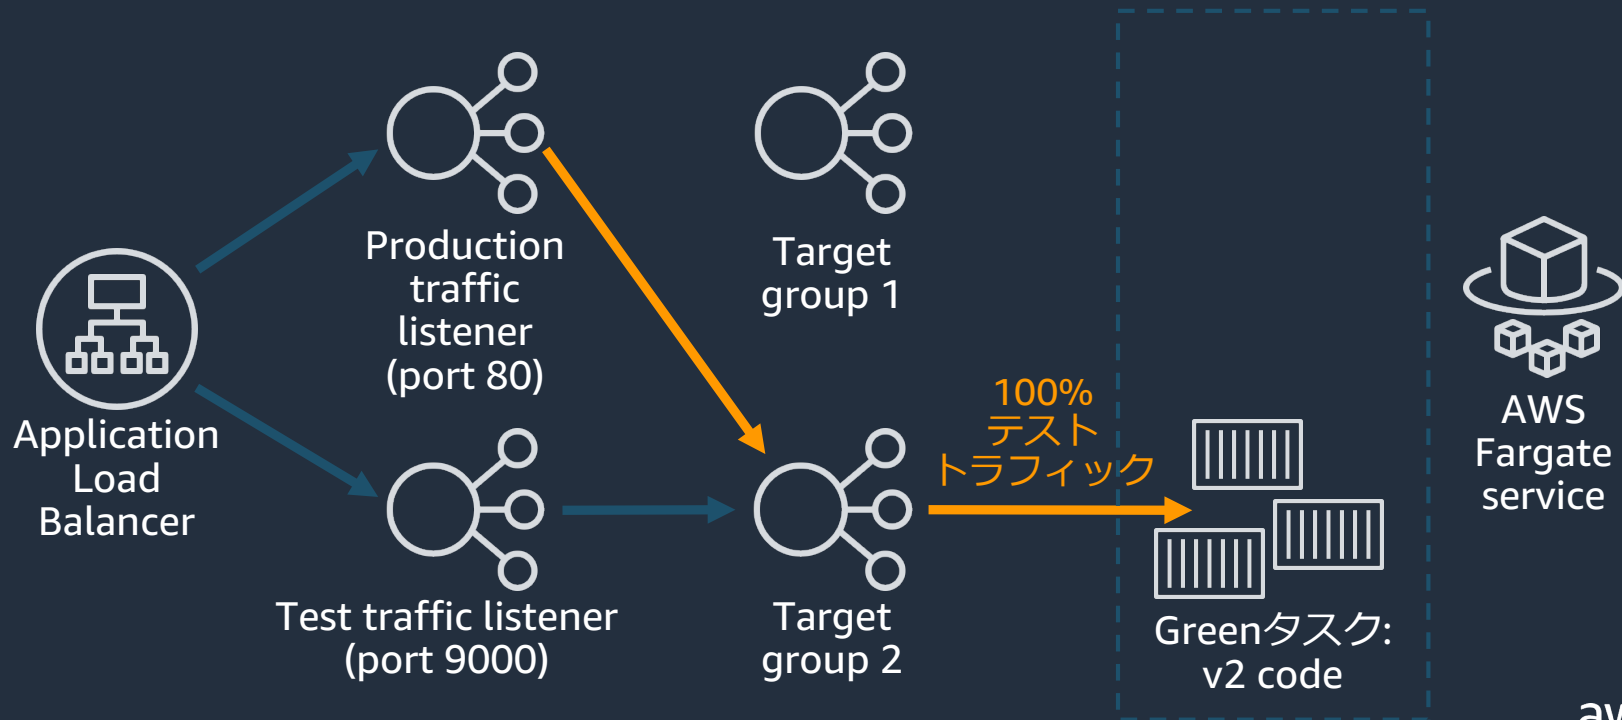 Application
Load
Balancer
Production
traffic
listener
(port 80)
Test traffic listener
(port 9000)
Target
group 1
Target
group 2
100%
テスト
トラフィック
Greenタスク:
v2 code
AWS
Fargate
service